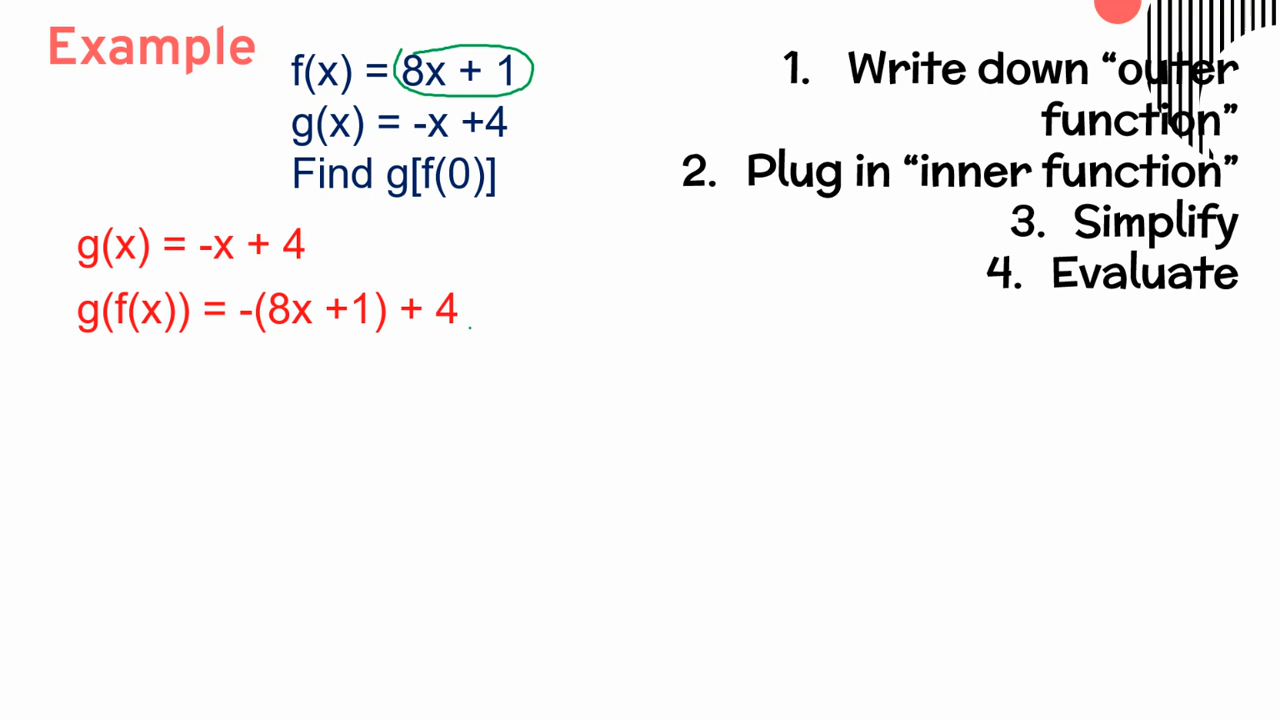 Example
f(x) = 8x + 1
g(x) = -x +4
Find g[f(0)]
g(x) = -x + 4
g(f(x)) = -(8x +1) + 4
1. Write down “outer
function”
2. Plug in “inner function”
3. Simplify
4. Evaluate